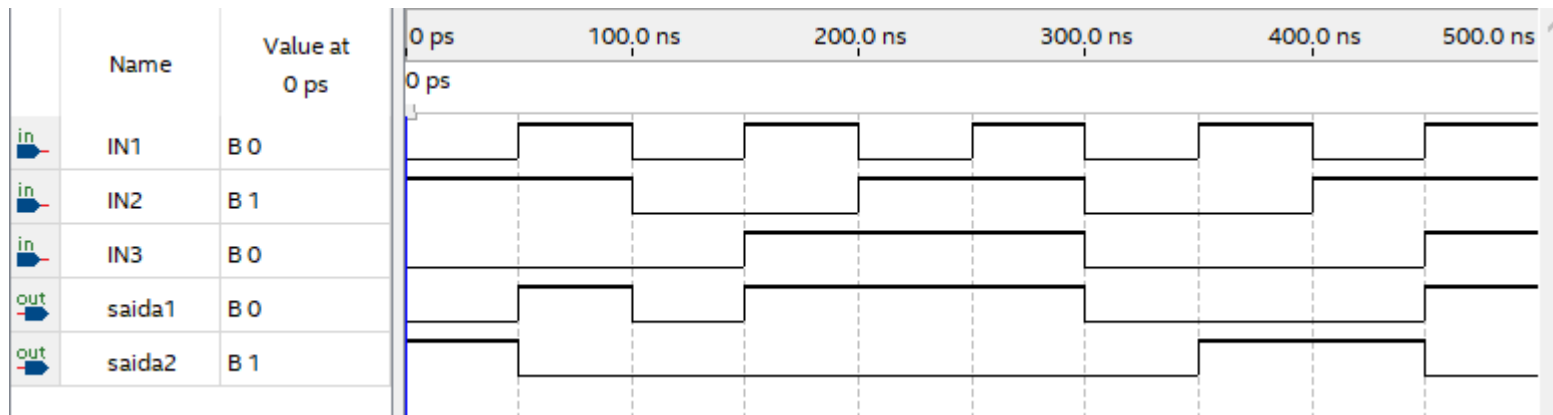 Name Value at 0 ps
0 ps 100.0 ns 200.0 ns 300.0 ns 400.0 ns 500.0 ns
0 ps
in IN1 B 0
in IN2 B 1
in IN3 B 0
out saida1 B 0
out saida2 B 1